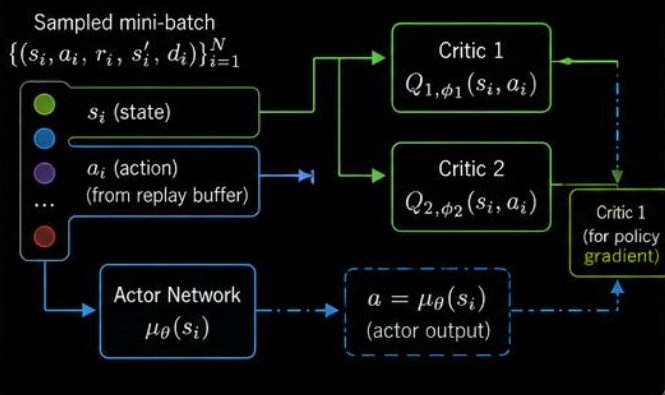 Sampled mini-batch
{(s_i, a_i, r_i, s'_i, d_i)}_{i=1}^N
s_i (state)
a_i (action)
(from replay buffer)
...
Critic 1
Q_{1,ϕ_1}(s_i, a_i)
Critic 2
Q_{2,ϕ_2}(s_i, a_i)
Critic 1
(for policy
gradient)
Actor Network
μ_θ(s_i)
a = μ_θ(s_i)
(actor output)